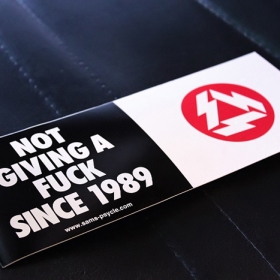 NOT
GIVING A
FUCK
SINCE 1989
www.sams-psycle.com